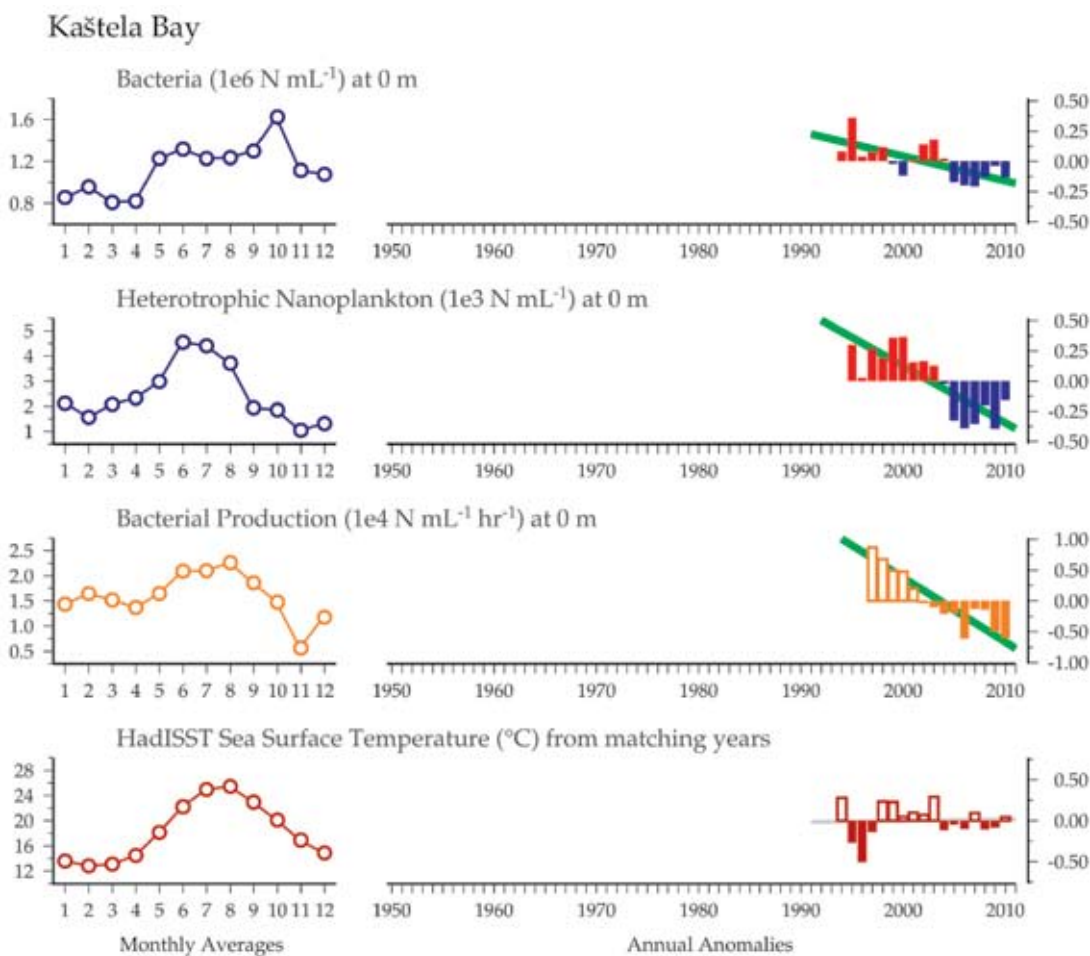 Kaštela Bay
Bacteria (1e6 N mL⁻¹) at 0 m
1.6
1.2
0.8
0.50
0.25
0.00
-0.25
-0.50
1 2 3 4 5 6 7 8 9 10 11 12
1950 1960 1970 1980 1990 2000 2010
Heterotrophic Nanoplankton (1e3 N mL⁻¹) at 0 m
5
4
3
2
1
0.50
0.25
0.00
-0.25
-0.50
1 2 3 4 5 6 7 8 9 10 11 12
1950 1960 1970 1980 1990 2000 2010
Bacterial Production (1e4 N mL⁻¹ hr⁻¹) at 0 m
2.5
2.0
1.5
1.0
0.5
1.00
0.50
0.00
-0.50
-1.00
1 2 3 4 5 6 7 8 9 10 11 12
1950 1960 1970 1980 1990 2000 2010
HadISST Sea Surface Temperature (°C) from matching years
28
24
20
16
12
0.50
0.00
-0.50
1 2 3 4 5 6 7 8 9 10 11 12
1950 1960 1970 1980 1990 2000 2010
Monthly Averages
Annual Anomalies